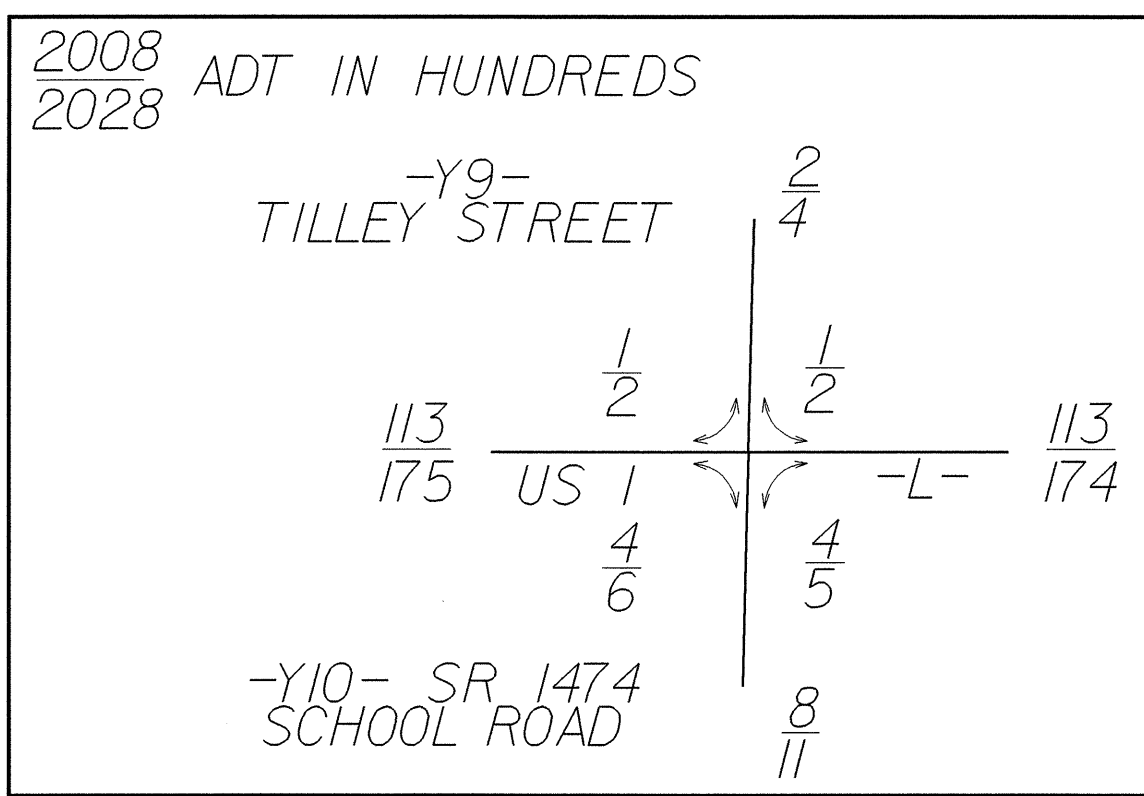 2008
2028
ADT IN HUNDREDS
-Y9-
TILLEY STREET
2
4
1
2
1
2
113
175
US 1
-L-
113
174
4
6
4
5
-Y10- SR 1474
SCHOOL ROAD
8
11